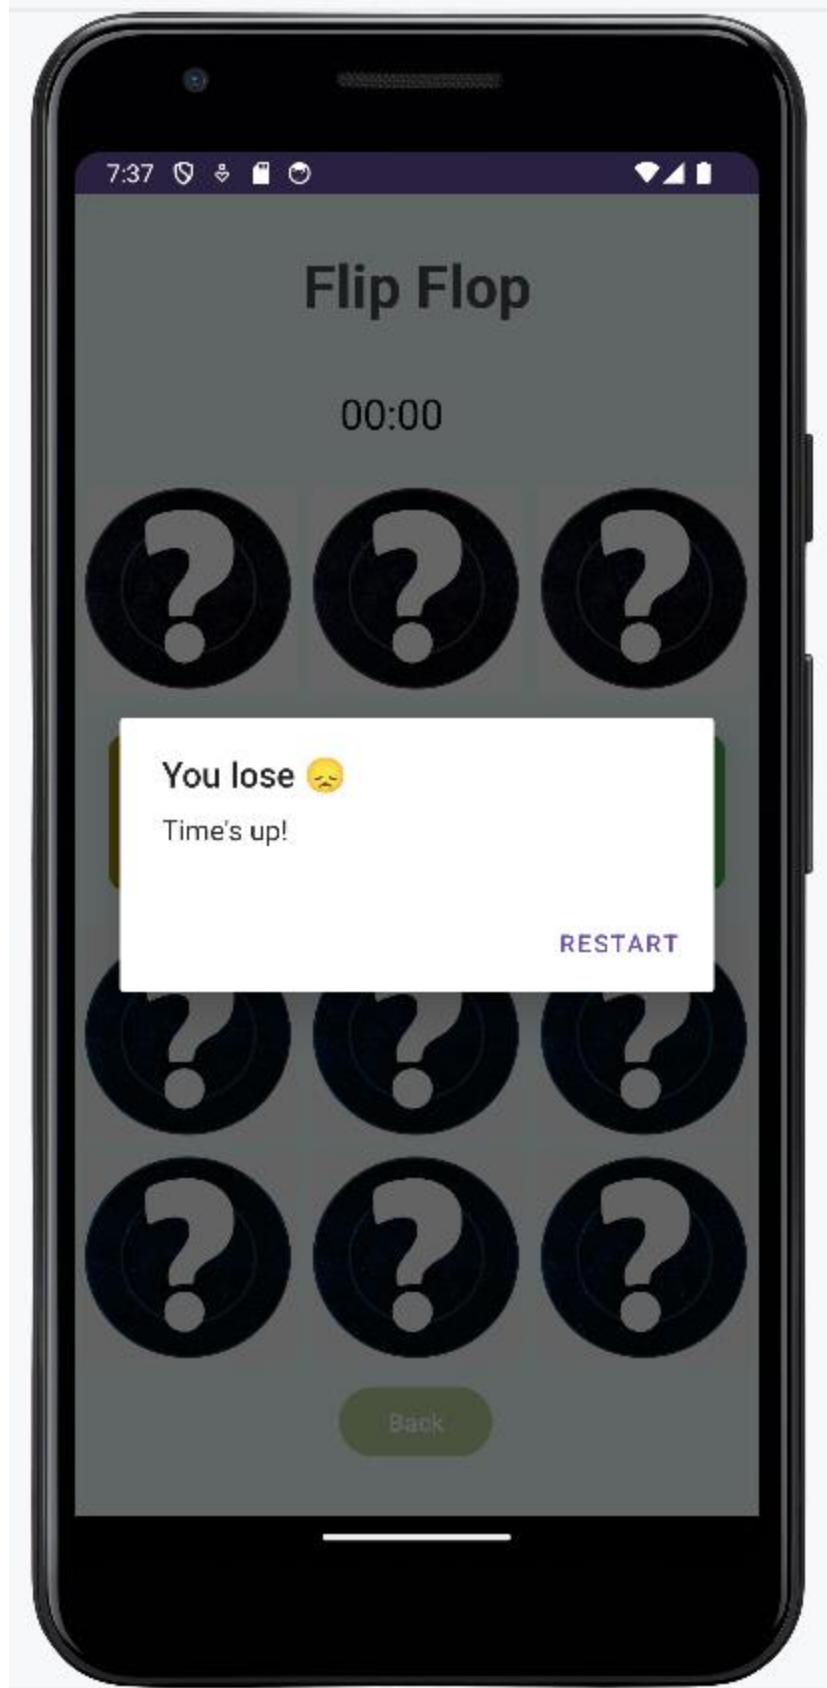 7:37
Flip Flop
00:00
? ? ?
You lose 😞
Time's up!
RESTART
? ? ?
? ? ?
Back